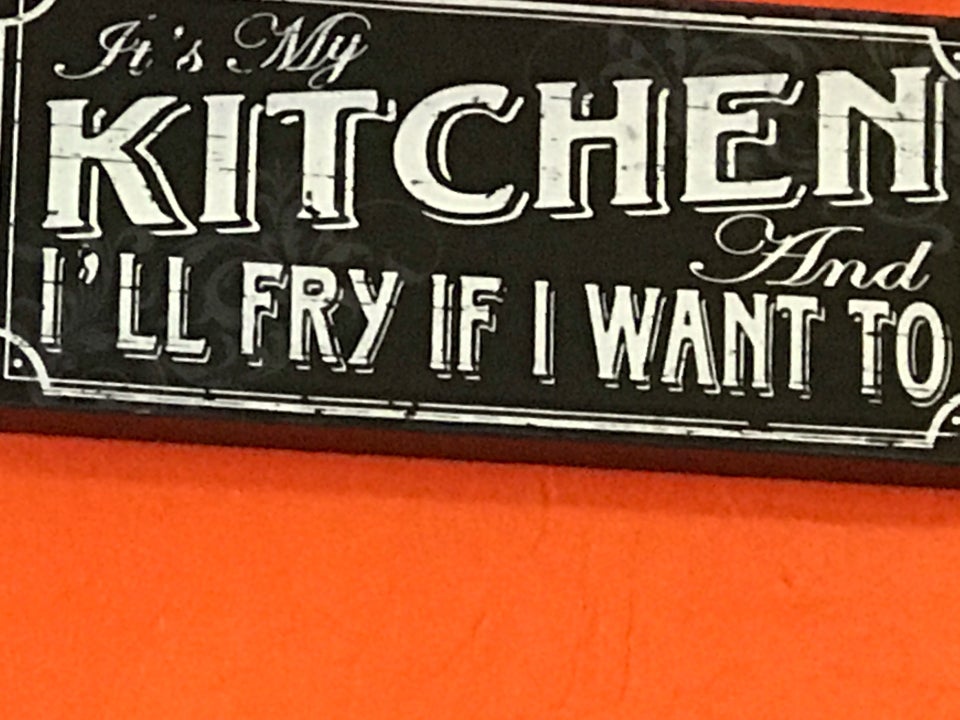 It's My
KITCHEN
And
I'LL FRY IF I WANT TO